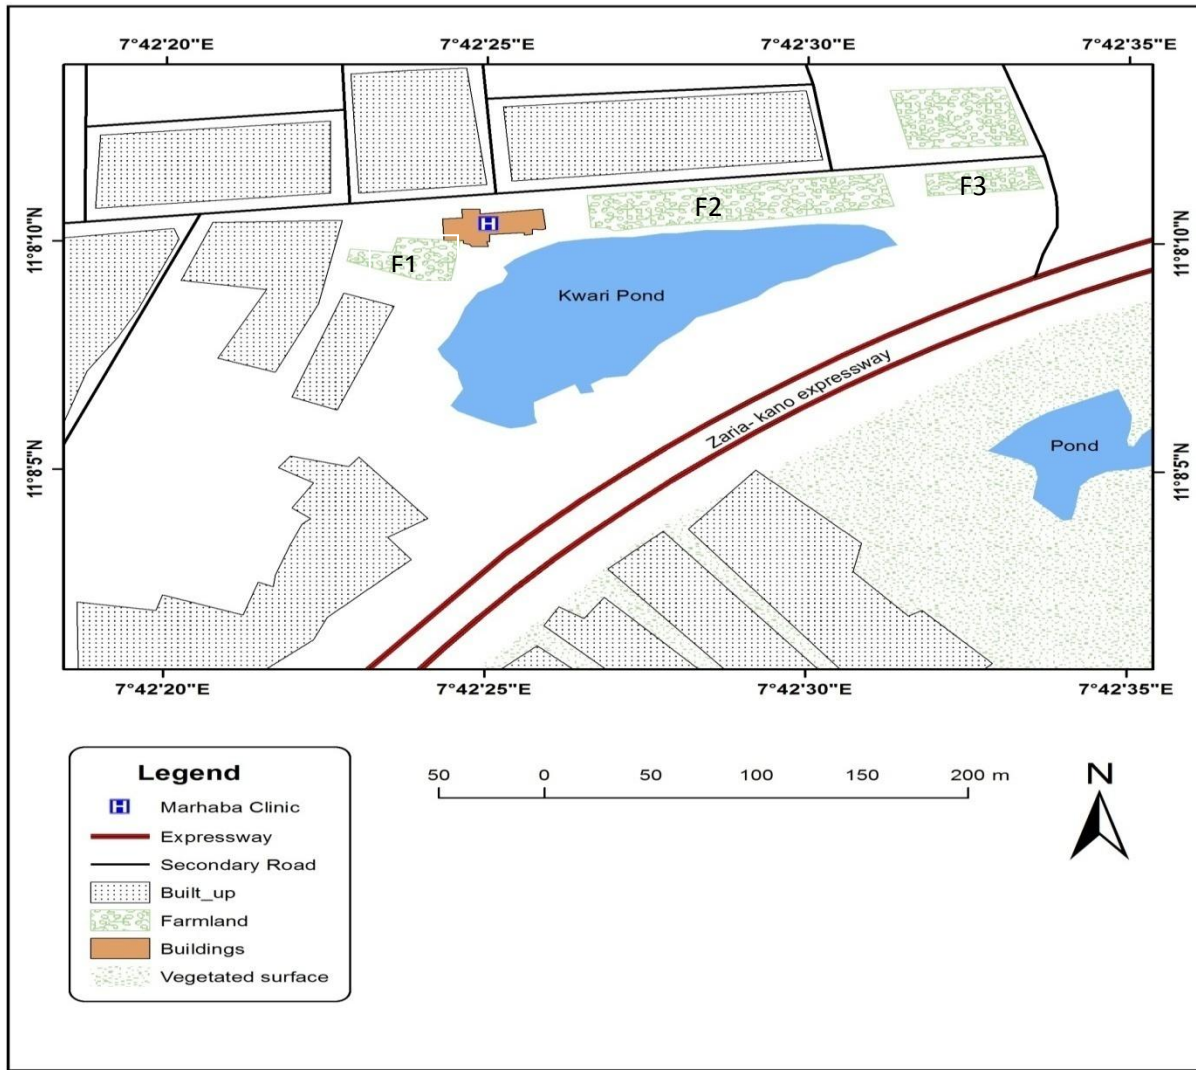 7°42'20"E 7°42'25"E 7°42'30"E 7°42'35"E
F3
F2
H
11°8'10"N 11°8'10"N
F1
Kwari Pond
Zaria- kano expressway
Pond
11°8'5"N 11°8'5"N
7°42'20"E 7°42'25"E 7°42'30"E 7°42'35"E
Legend
H Marhaba Clinic
Expressway
Secondary Road
Built_up
Farmland
Buildings
Vegetated surface
50 0 50 100 150 200 m
N